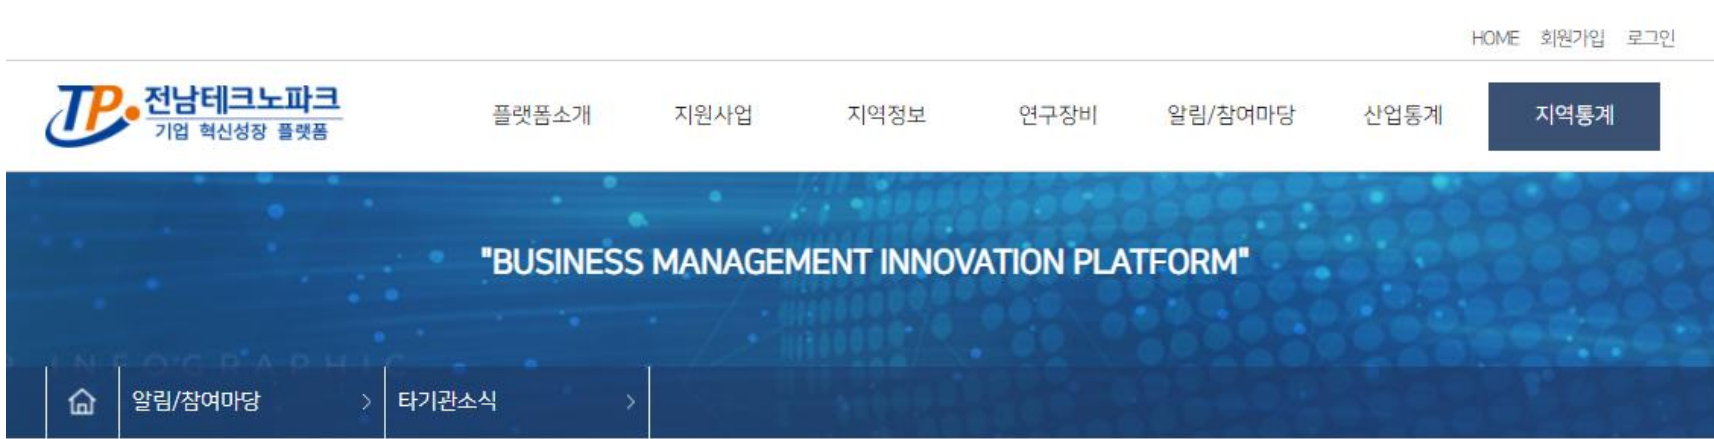 HOME 회원가입 로그인
TP 전남테크노파크
기업 혁신성장 플랫폼
플랫폼소개 지원사업 지역정보 연구장비 알림/참여마당 산업통계 지역통계
"BUSINESS MANAGEMENT INNOVATION PLATFORM"
INFOGRAPHIC
알림/참여마당 > 타기관소식 >